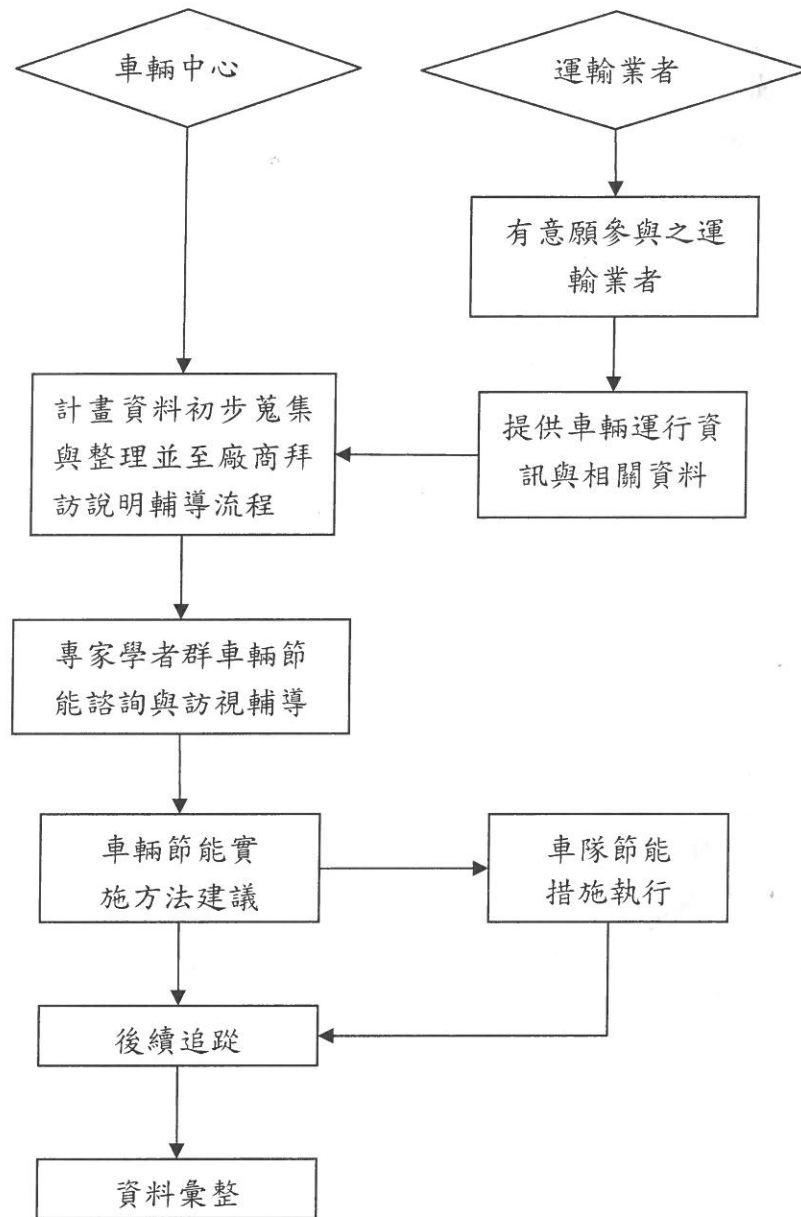 車輛中心
運輸業者
有意願參與之運
輸業者
計畫資料初步蒐集
與整理並至廠商拜
訪說明輔導流程
提供車輛運行資
訊與相關資料
專家學者群車輛節
能諮詢與訪視輔導
車輛節能實
施方法建議
車隊節能
措施執行
後續追蹤
資料彙整